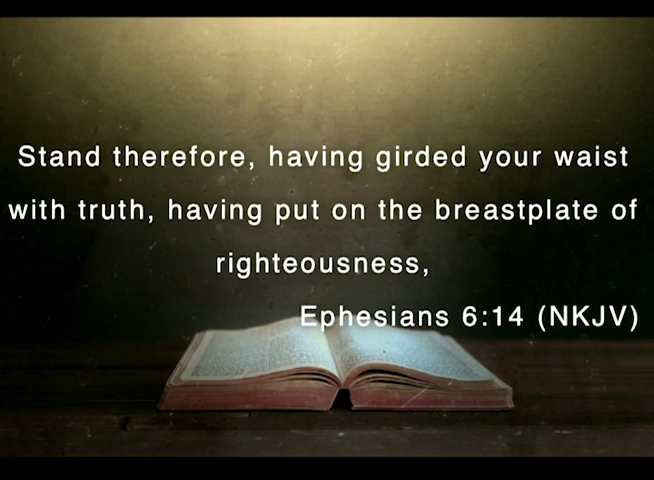 Stand therefore, having girded your waist
with truth, having put on the breastplate of
righteousness,
Ephesians 6:14 (NKJV)